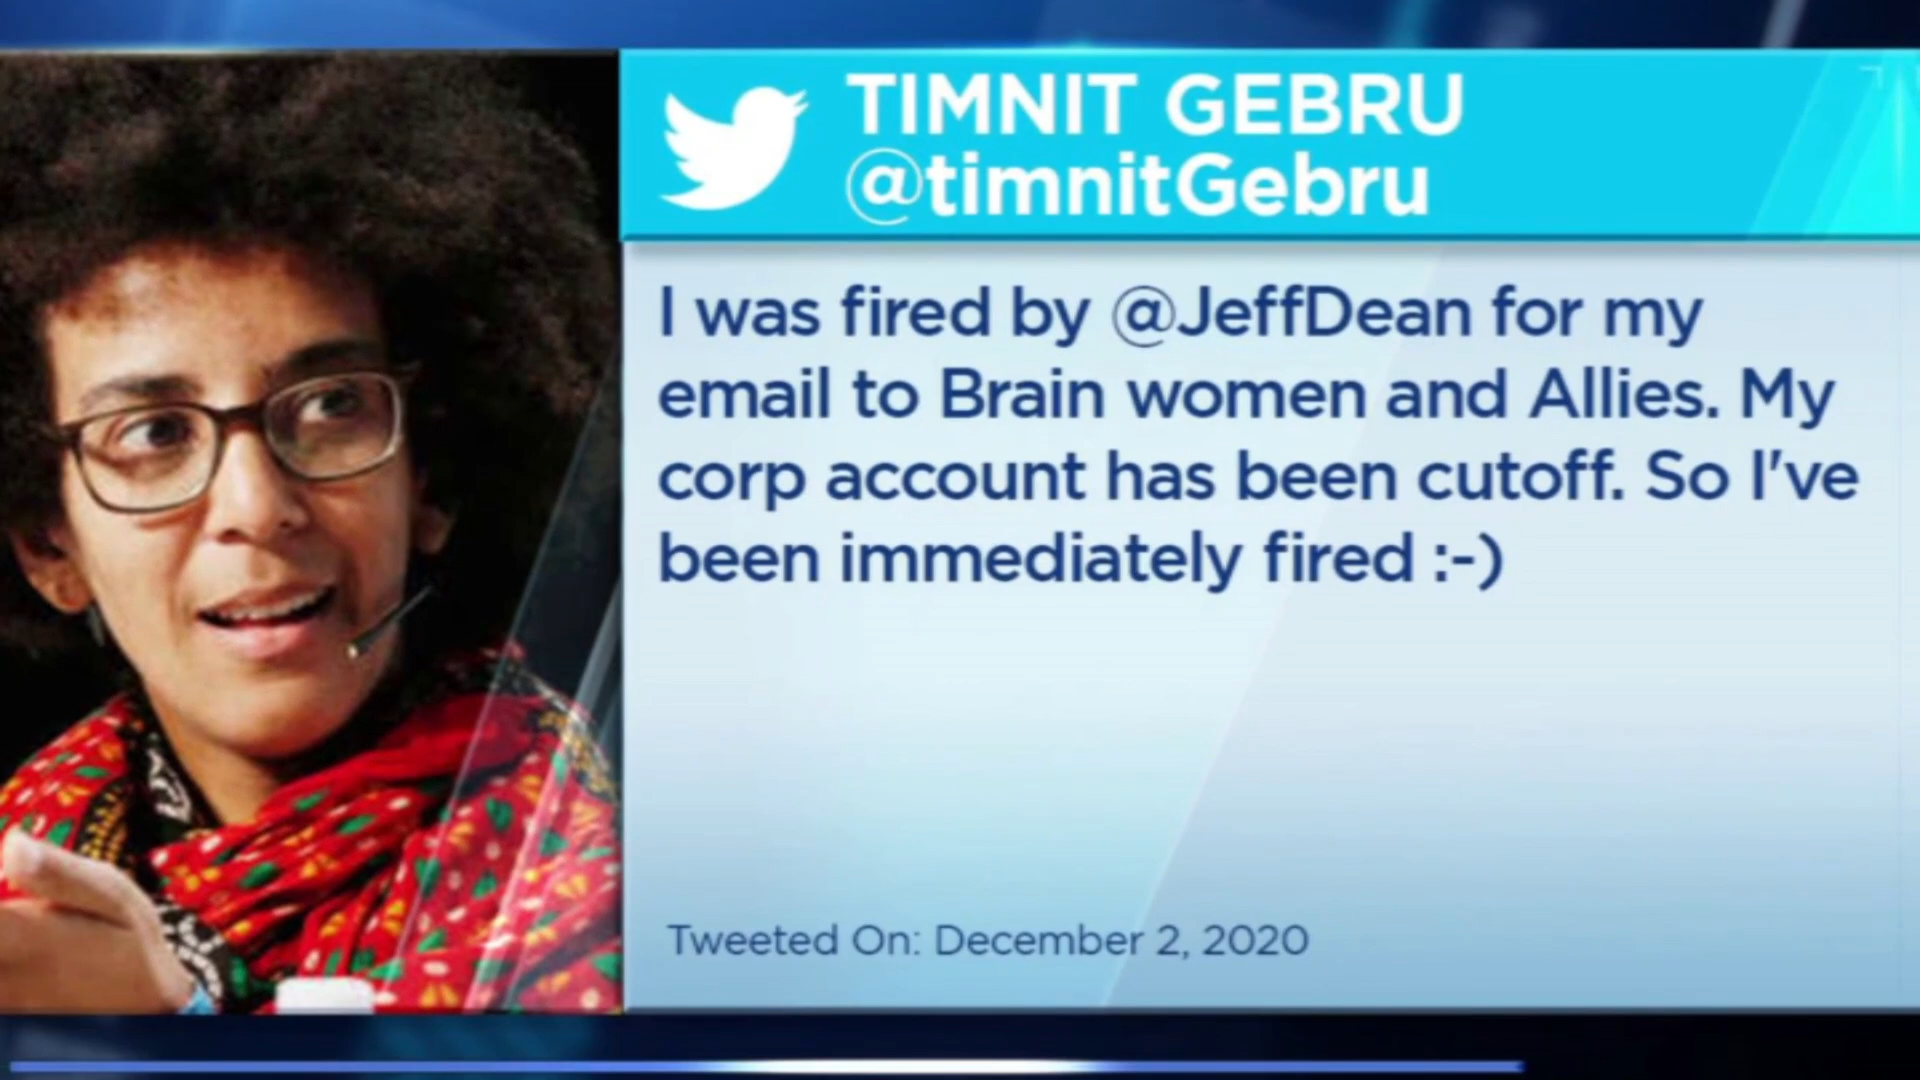 TIMNIT GEBRU
@timnitGebru
I was fired by @JeffDean for my
email to Brain women and Allies. My
corp account has been cutoff. So I've
been immediately fired :-)
Tweeted On: December 2, 2020